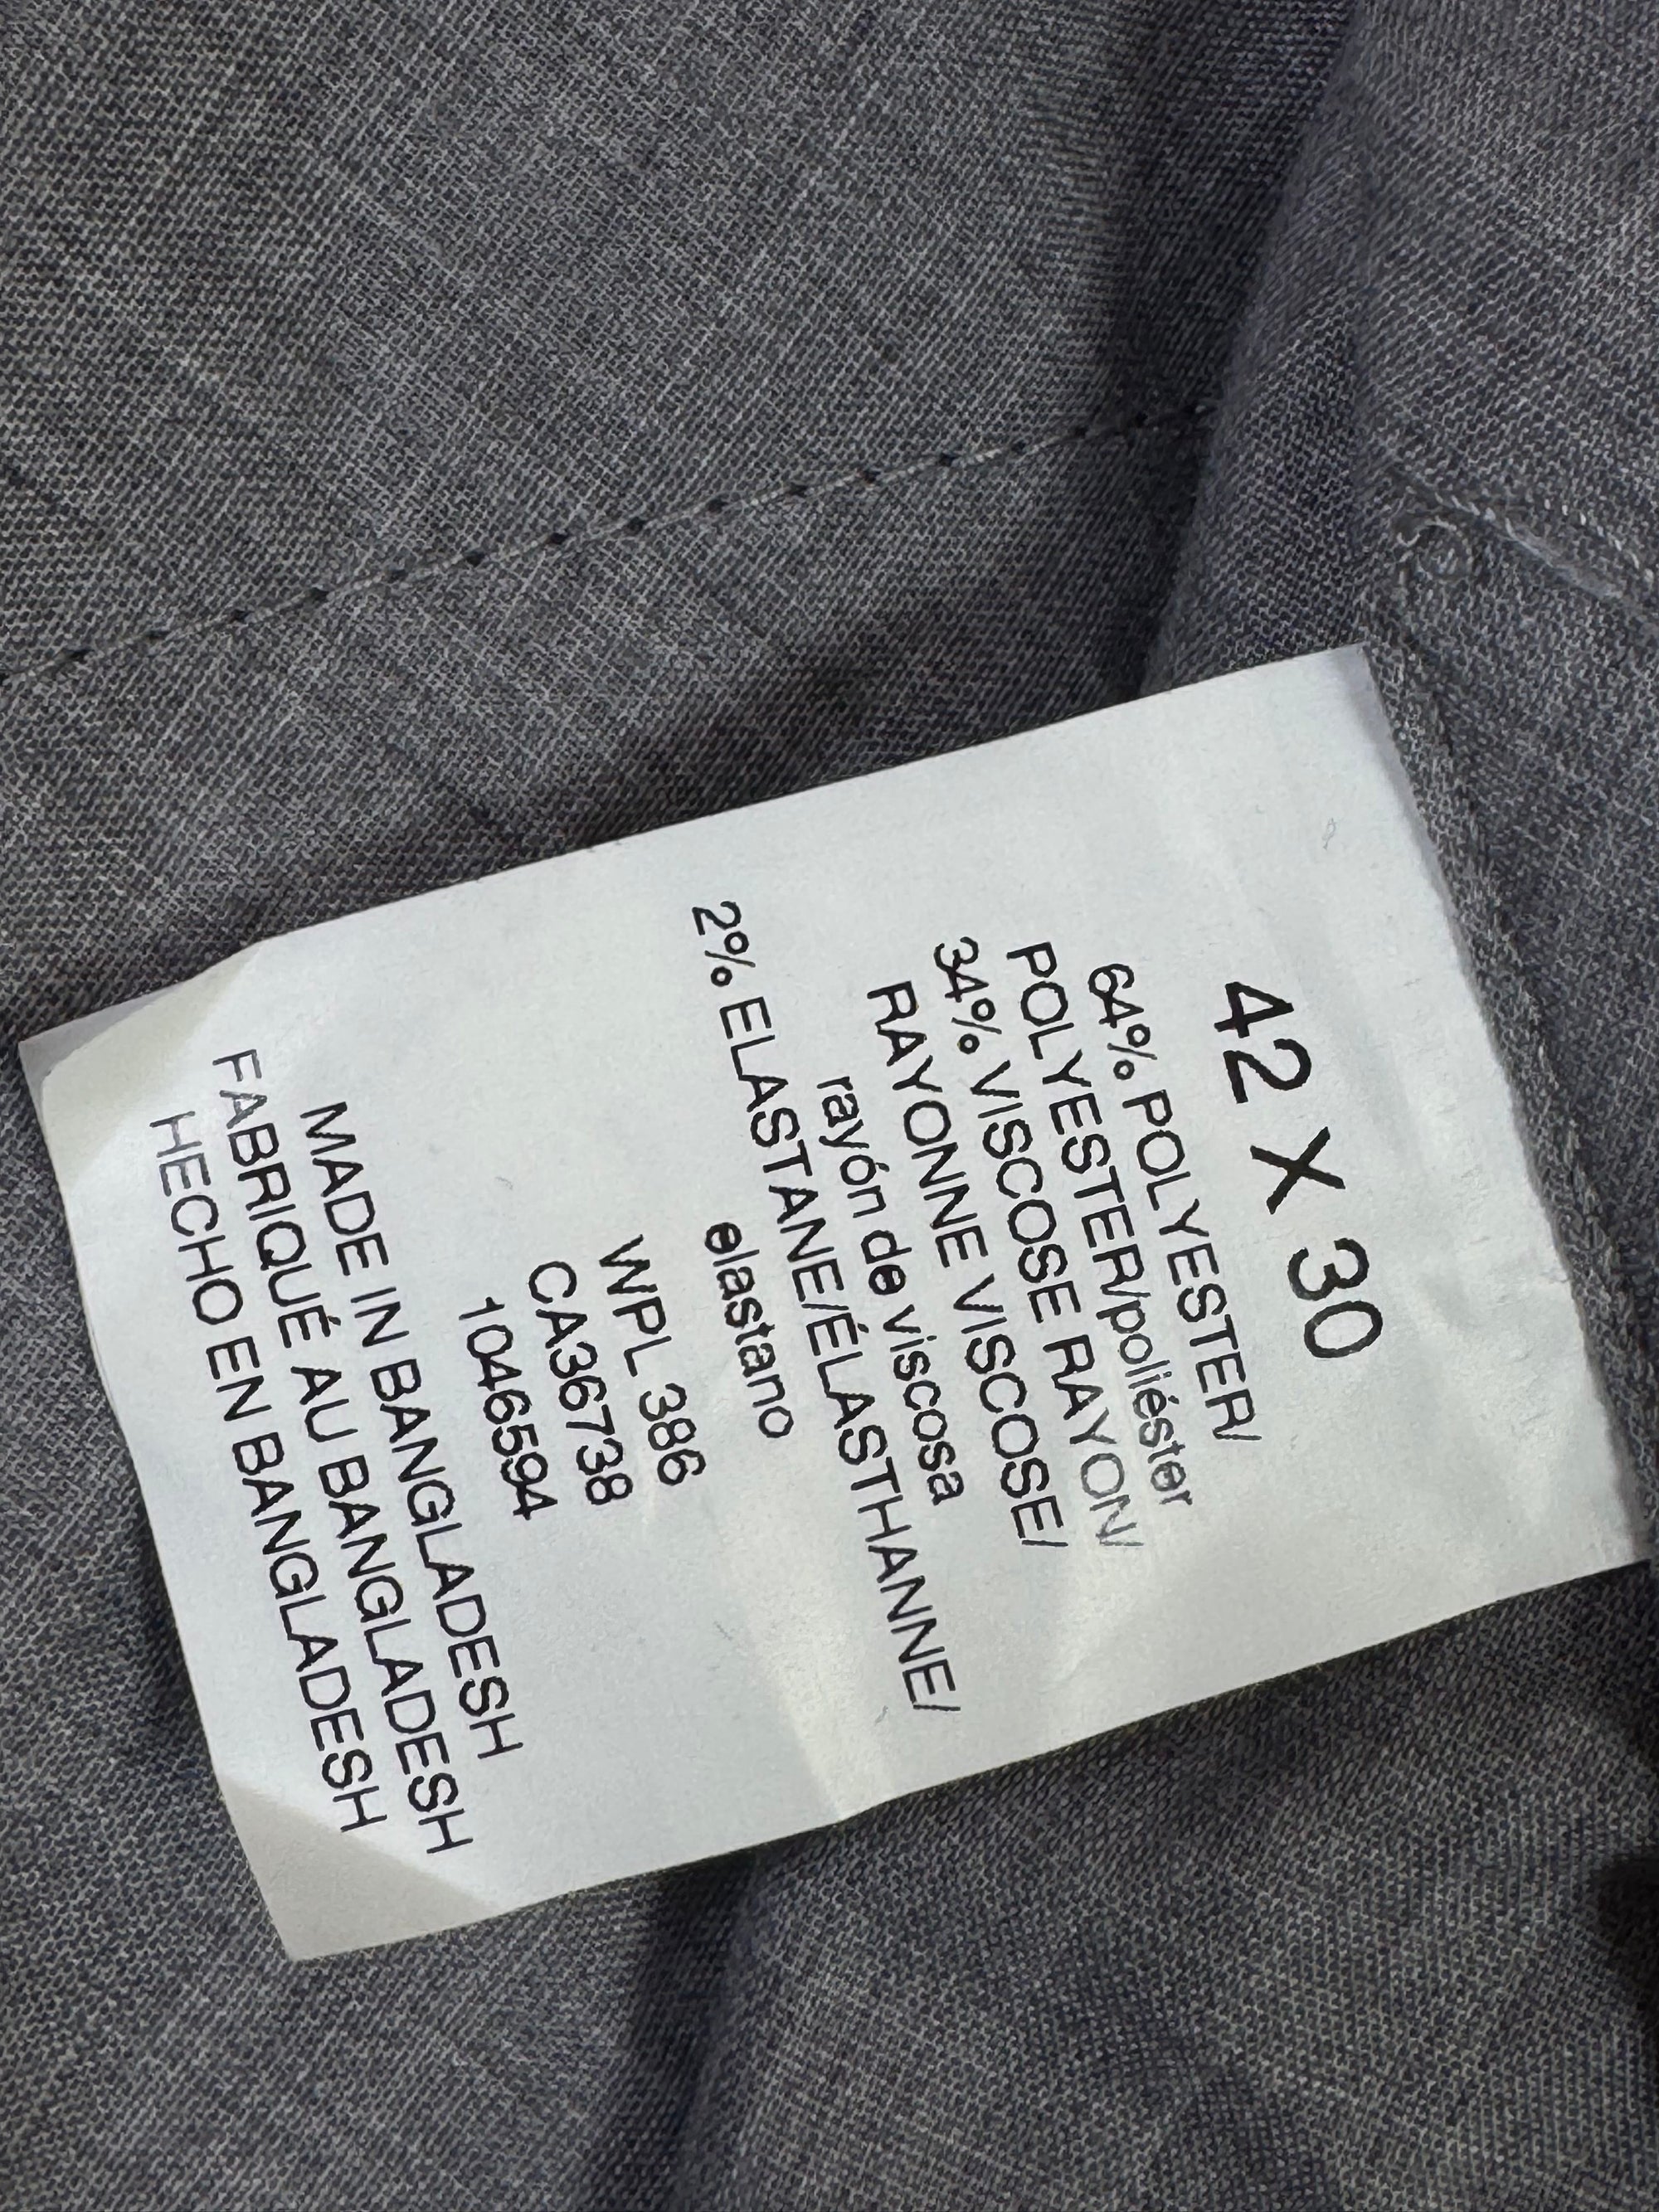 42 X 30
64% POLYESTER/
POLYESTER/poliéster
34% VISCOSE RAYON/
RAYONNE VISCOSE/
rayón de viscosa
2% ELASTANE/ÉLASTHANNE/
elastano
WPL 386
CA36738
1046594
MADE IN BANGLADESH
FABRIQUÉ AU BANGLADESH
HECHO EN BANGLADESH